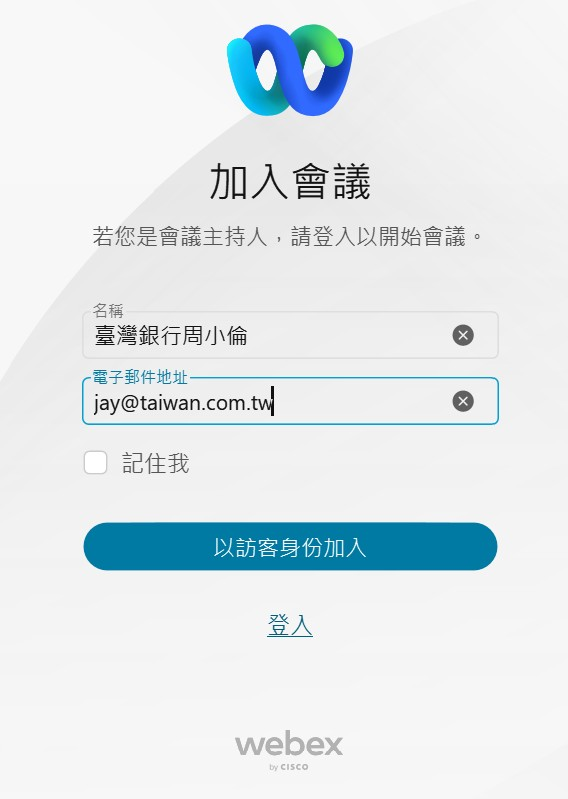 加入會議
若您是會議主持人，請登入以開始會議。
名稱
臺灣銀行周小倫
電子郵件地址
jay@taiwan.com.tw
記住我
以訪客身份加入
登入
webex
by CISCO